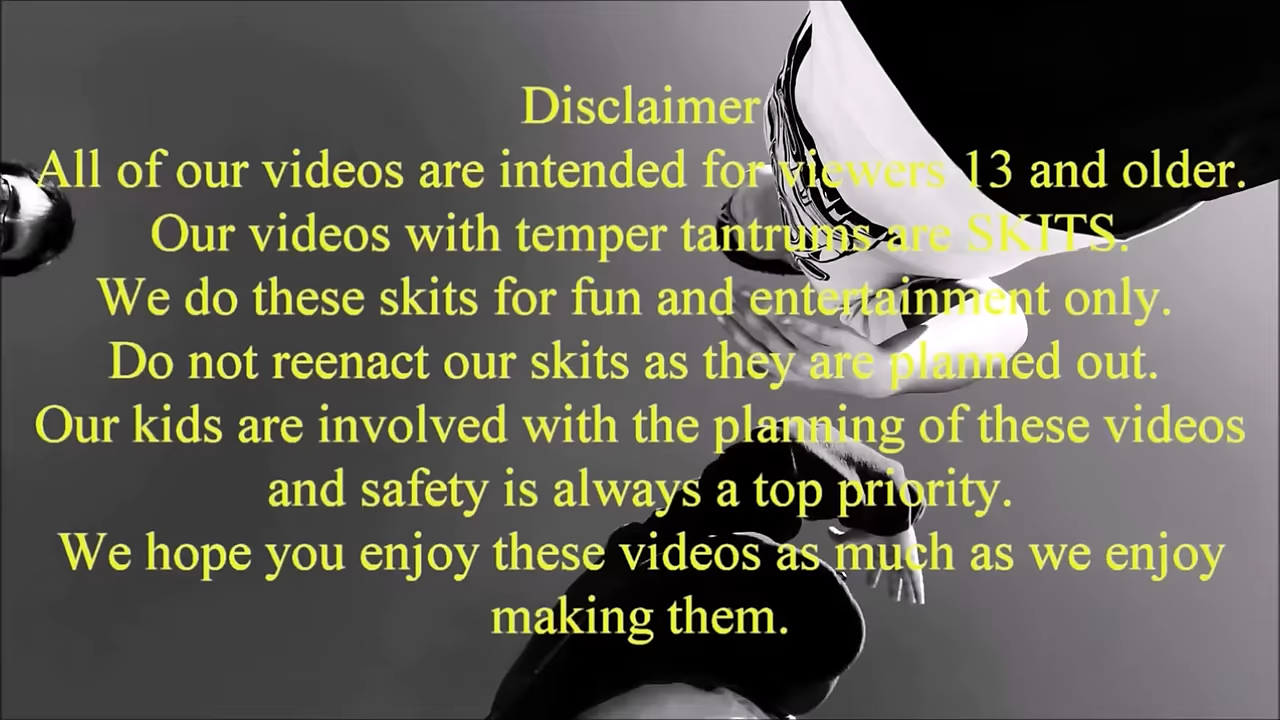 Disclaimer
All of our videos are intended for viewers 13 and older.
Our videos with temper tantrums are SKITS.
We do these skits for fun and entertainment only.
Do not reenact our skits as they are planned out.
Our kids are involved with the planning of these videos
and safety is always a top priority.
We hope you enjoy these videos as much as we enjoy
making them.